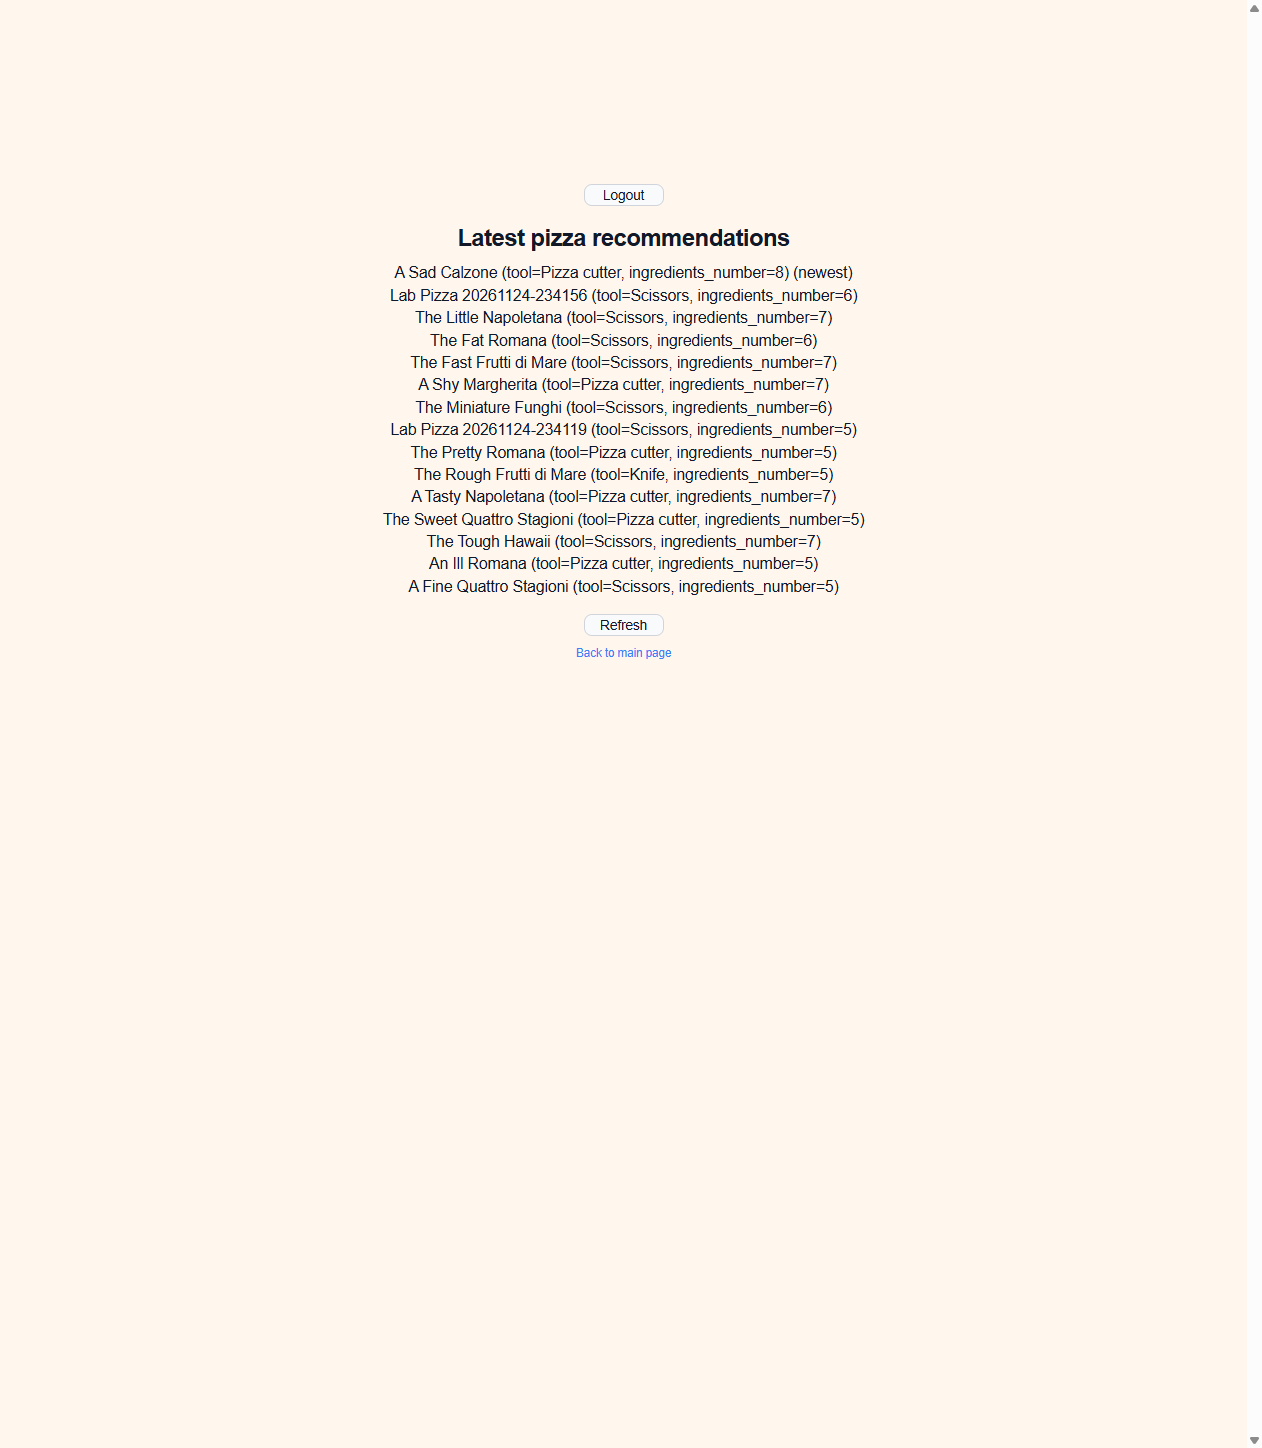 Logout
Latest pizza recommendations
A Sad Calzone (tool=Pizza cutter, ingredients_number=8) (newest)
Lab Pizza 20261124-234156 (tool=Scissors, ingredients_number=6)
The Little Napoletana (tool=Scissors, ingredients_number=7)
The Fat Romana (tool=Scissors, ingredients_number=6)
The Fast Frutti di Mare (tool=Scissors, ingredients_number=7)
A Shy Margherita (tool=Pizza cutter, ingredients_number=7)
The Miniature Funghi (tool=Scissors, ingredients_number=6)
Lab Pizza 20261124-234119 (tool=Scissors, ingredients_number=5)
The Pretty Romana (tool=Pizza cutter, ingredients_number=5)
The Rough Frutti di Mare (tool=Knife, ingredients_number=5)
A Tasty Napoletana (tool=Pizza cutter, ingredients_number=7)
The Sweet Quattro Stagioni (tool=Pizza cutter, ingredients_number=5)
The Tough Hawaii (tool=Scissors, ingredients_number=7)
An Ill Romana (tool=Pizza cutter, ingredients_number=5)
A Fine Quattro Stagioni (tool=Scissors, ingredients_number=5)
Refresh
Back to main page